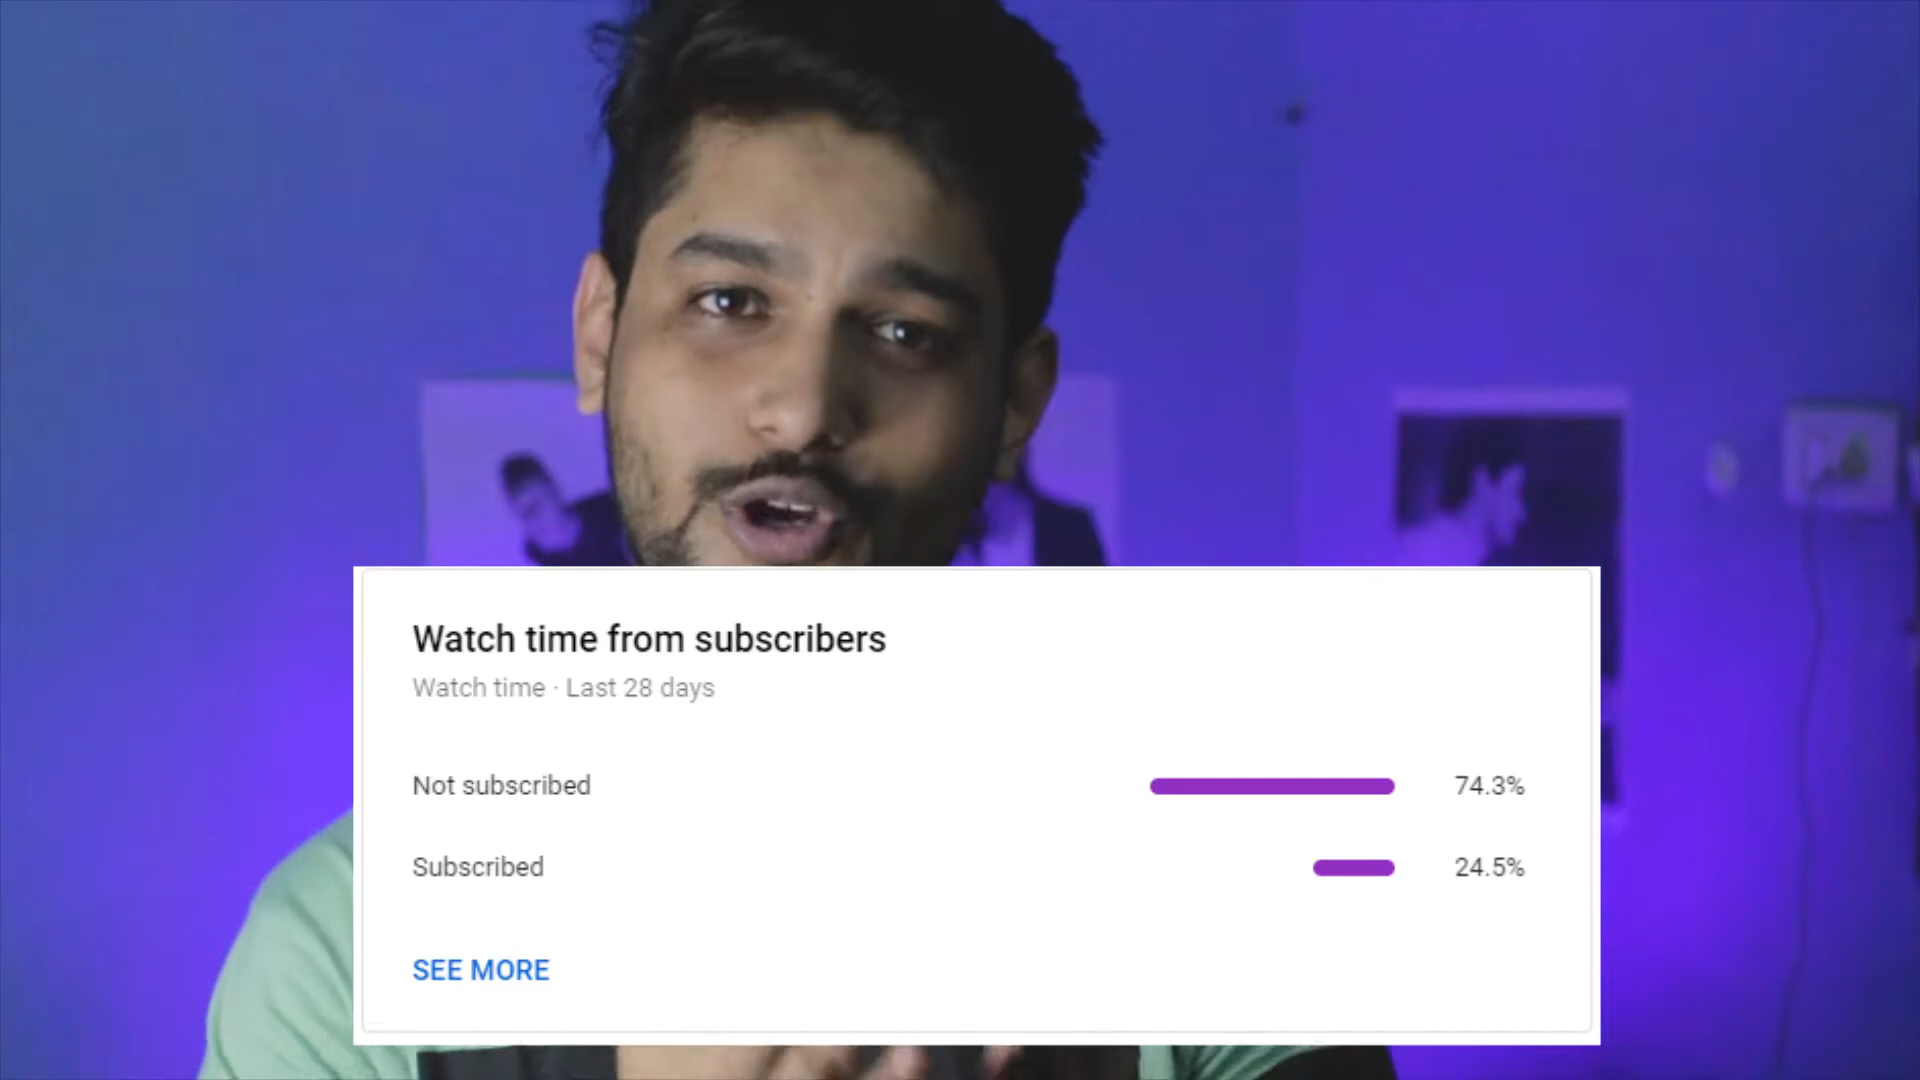 Watch time from subscribers
Watch time · Last 28 days
Not subscribed 74.3%
Subscribed 24.5%
SEE MORE